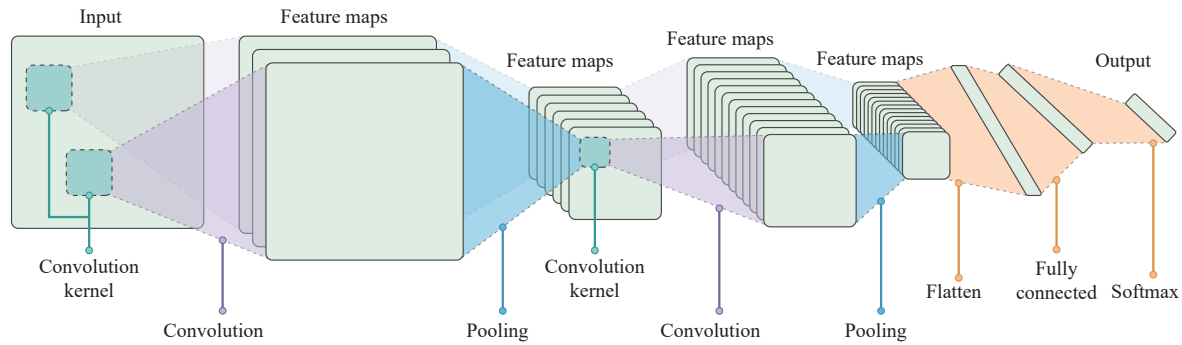 Input
Feature maps
Feature maps
Feature maps
Feature maps
Output
Convolution
kernel
Convolution
Pooling
Convolution
kernel
Convolution
Pooling
Flatten
Fully
connected
Softmax